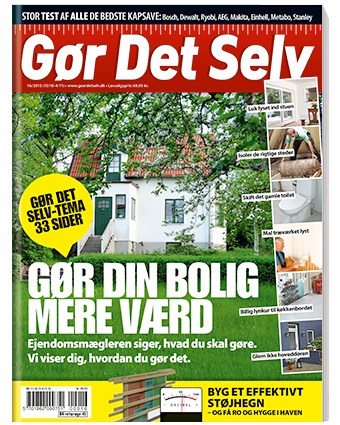 STOR TEST AF ALLE DE BEDSTE KAPSAVE: Bosch, Dewalt, Ryobi, AEG, Makita, Einhell, Metabo, Stanley
Gør Det Selv
Luk lyset ind i stuen
Isoler de rigtige steder
Skift det gamle toilet
Mal træværket lyst
Billig lynkur til køkkenbordet
Glem ikke hoveddøren
GØR DET
SELV-TEMA
33 SIDER
GØR DIN BOLIG
MERE VÆRD
Ejendomsmægleren siger, hvad du skal gøre.
Vi viser dig, hvordan du gør det.
DECIBEL
BYG ET EFFEKTIVT
STØJHEGN
– OG FÅ RO OG HYGGE I HAVEN